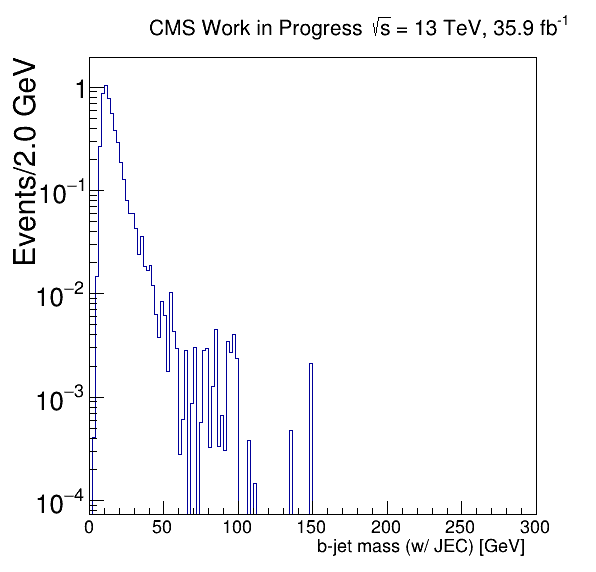 CMS Work in Progress √s = 13 TeV, 35.9 fb⁻¹
Events/2.0 GeV
1
10⁻¹
10⁻²
10⁻³
10⁻⁴
0 50 100 150 200 250 300
b-jet mass (w/ JEC) [GeV]